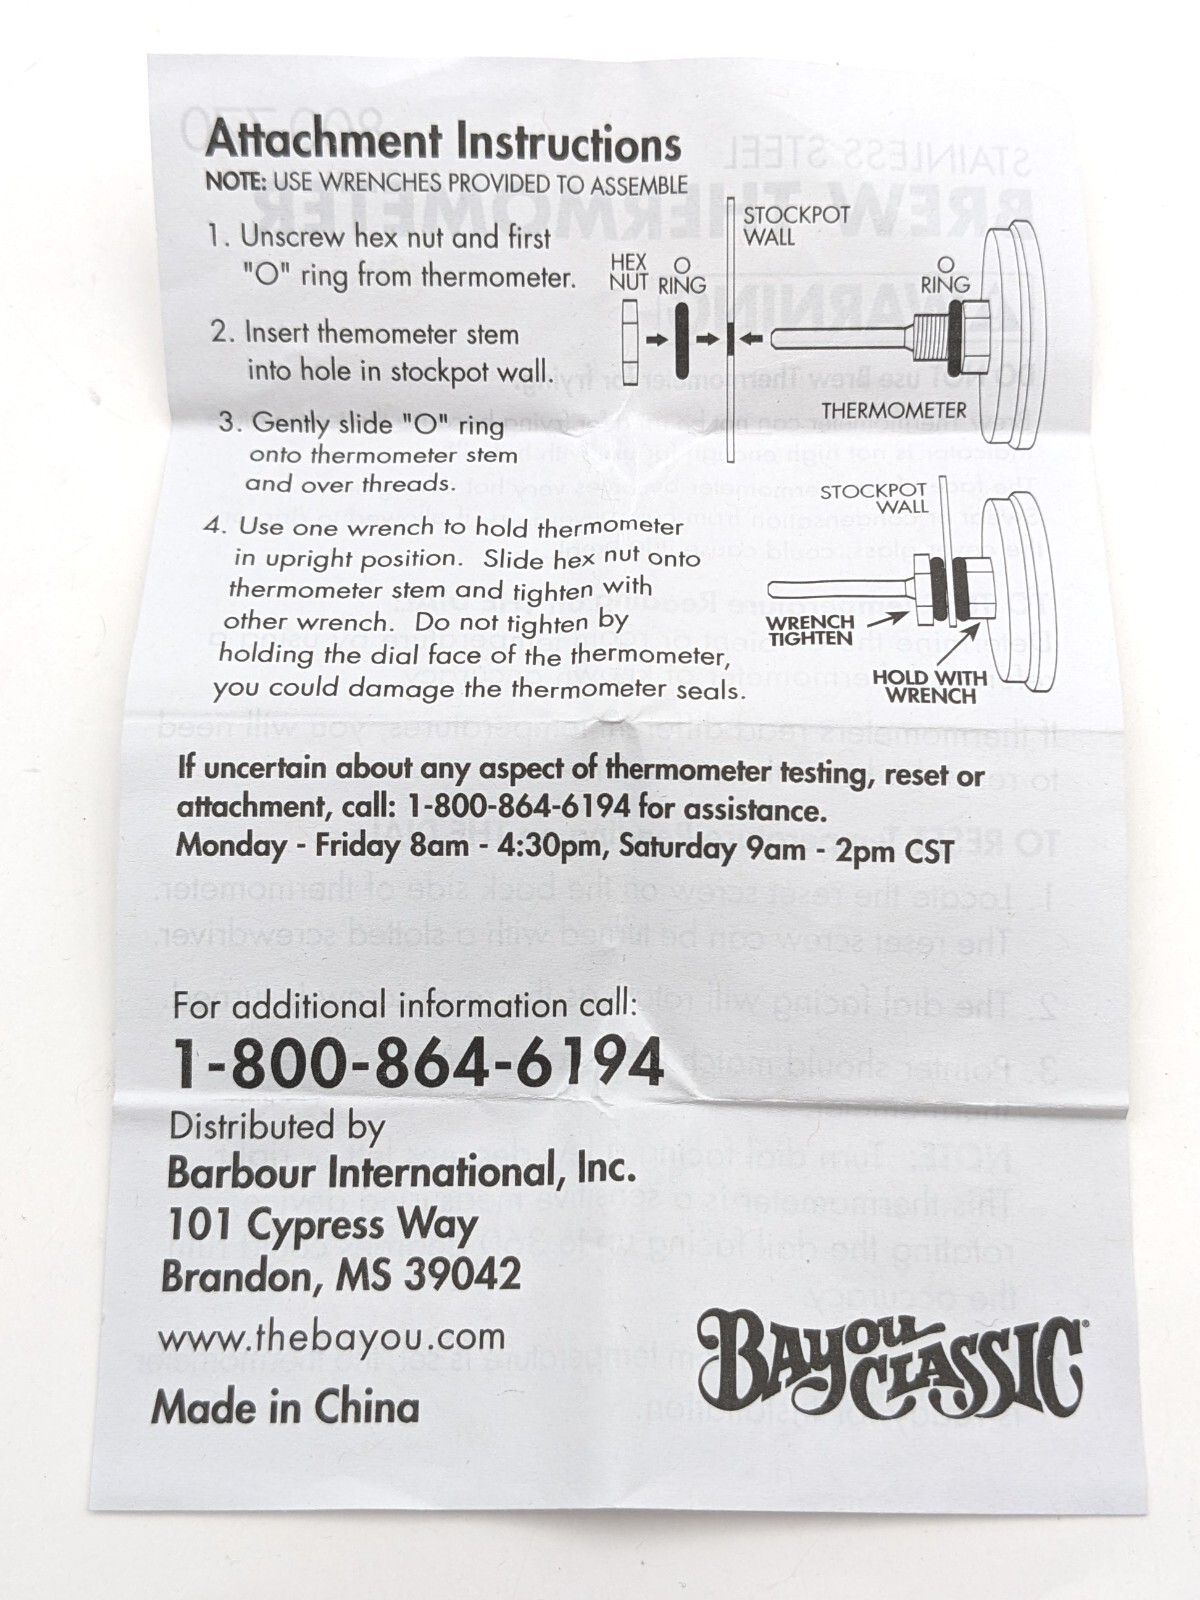 Attachment Instructions
NOTE: USE WRENCHES PROVIDED TO ASSEMBLE
1. Unscrew hex nut and first
"O" ring from thermometer.
2. Insert themometer stem
into hole in stockpot wall.
3. Gently slide "O" ring
onto thermometer stem
and over threads.
4. Use one wrench to hold thermometer
in upright position. Slide hex nut onto
thermometer stem and tighten with
other wrench. Do not tighten by
holding the dial face of the thermometer,
you could damage the thermometer seals.
STOCKPOT
WALL
HEX
NUT
O
RING
O
RING
THERMOMETER
STOCKPOT
WALL
WRENCH
TIGHTEN
HOLD WITH
WRENCH
If uncertain about any aspect of thermometer testing, reset or
attachment, call: 1-800-864-6194 for assistance.
Monday - Friday 8am - 4:30pm, Saturday 9am - 2pm CST
For additional information call:
1-800-864-6194
Distributed by
Barbour International, Inc.
101 Cypress Way
Brandon, MS 39042
www.thebayou.com
Made in China
BAYOU CLASSIC®